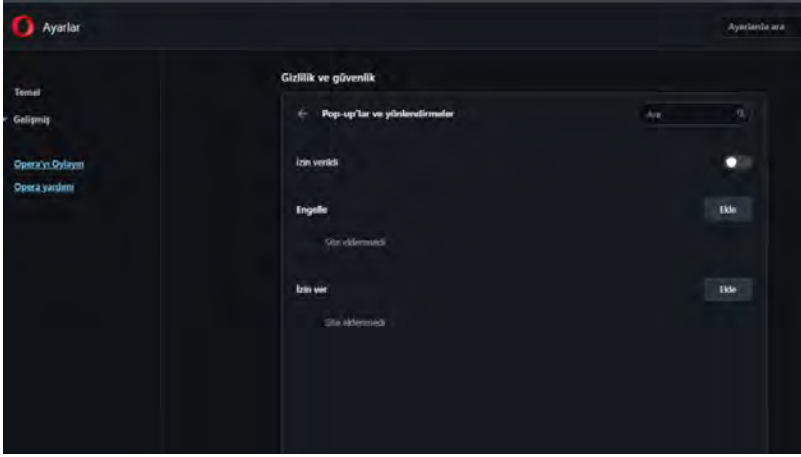 Ayarlar
Ayarlarda ara
Temel
Gelişmiş
Opera'yı Oylayın
Opera yardımı
Gizlilik ve güvenlik
Pop-up'lar ve yönlendirmeler
Ara
İzin verildi
Engelle
Ekle
Site eklenmedi
İzin ver
Ekle
Site eklenmedi